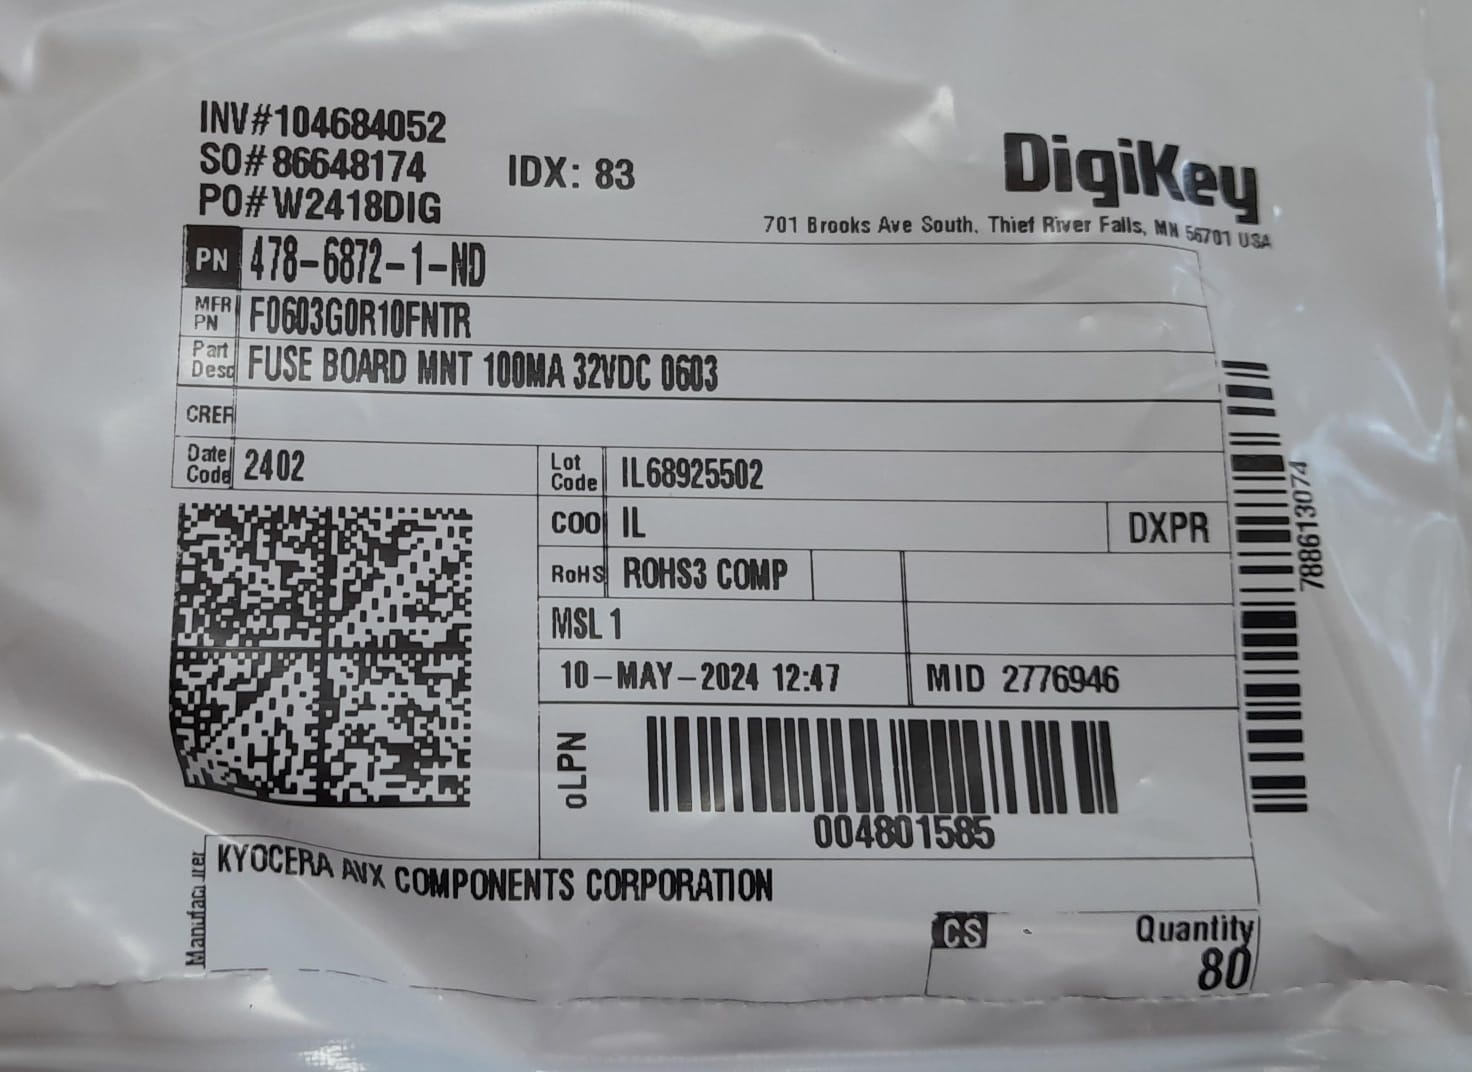 INV#104684052
SO#86648174
IDX: 83
PO#W2418DIG
DigiKey
701 Brooks Ave South, Thief River Falls, MN 56701 USA
PN 478-6872-1-ND
MFR PN F0603G0R10FNTR
Part Desc FUSE BOARD MNT 100MA 32VDC 0603
CREF
Date Code 2402
Lot Code IL68925502
COO IL
DXPR
RoHS ROHS3 COMP
MSL 1
10-MAY-2024 12:47
MID 2776946
oLPN
004801585
788613074
Manufacturer
KYOCERA AVX COMPONENTS CORPORATION
CS
Quantity
80